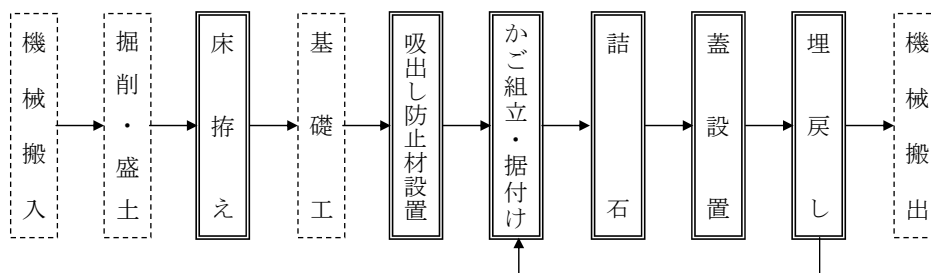 機械搬入
掘削・盛土
床拵え
基礎工
吸出し防止材設置
かご組立・据付け
詰石
蓋設置
埋戻し
機械搬出